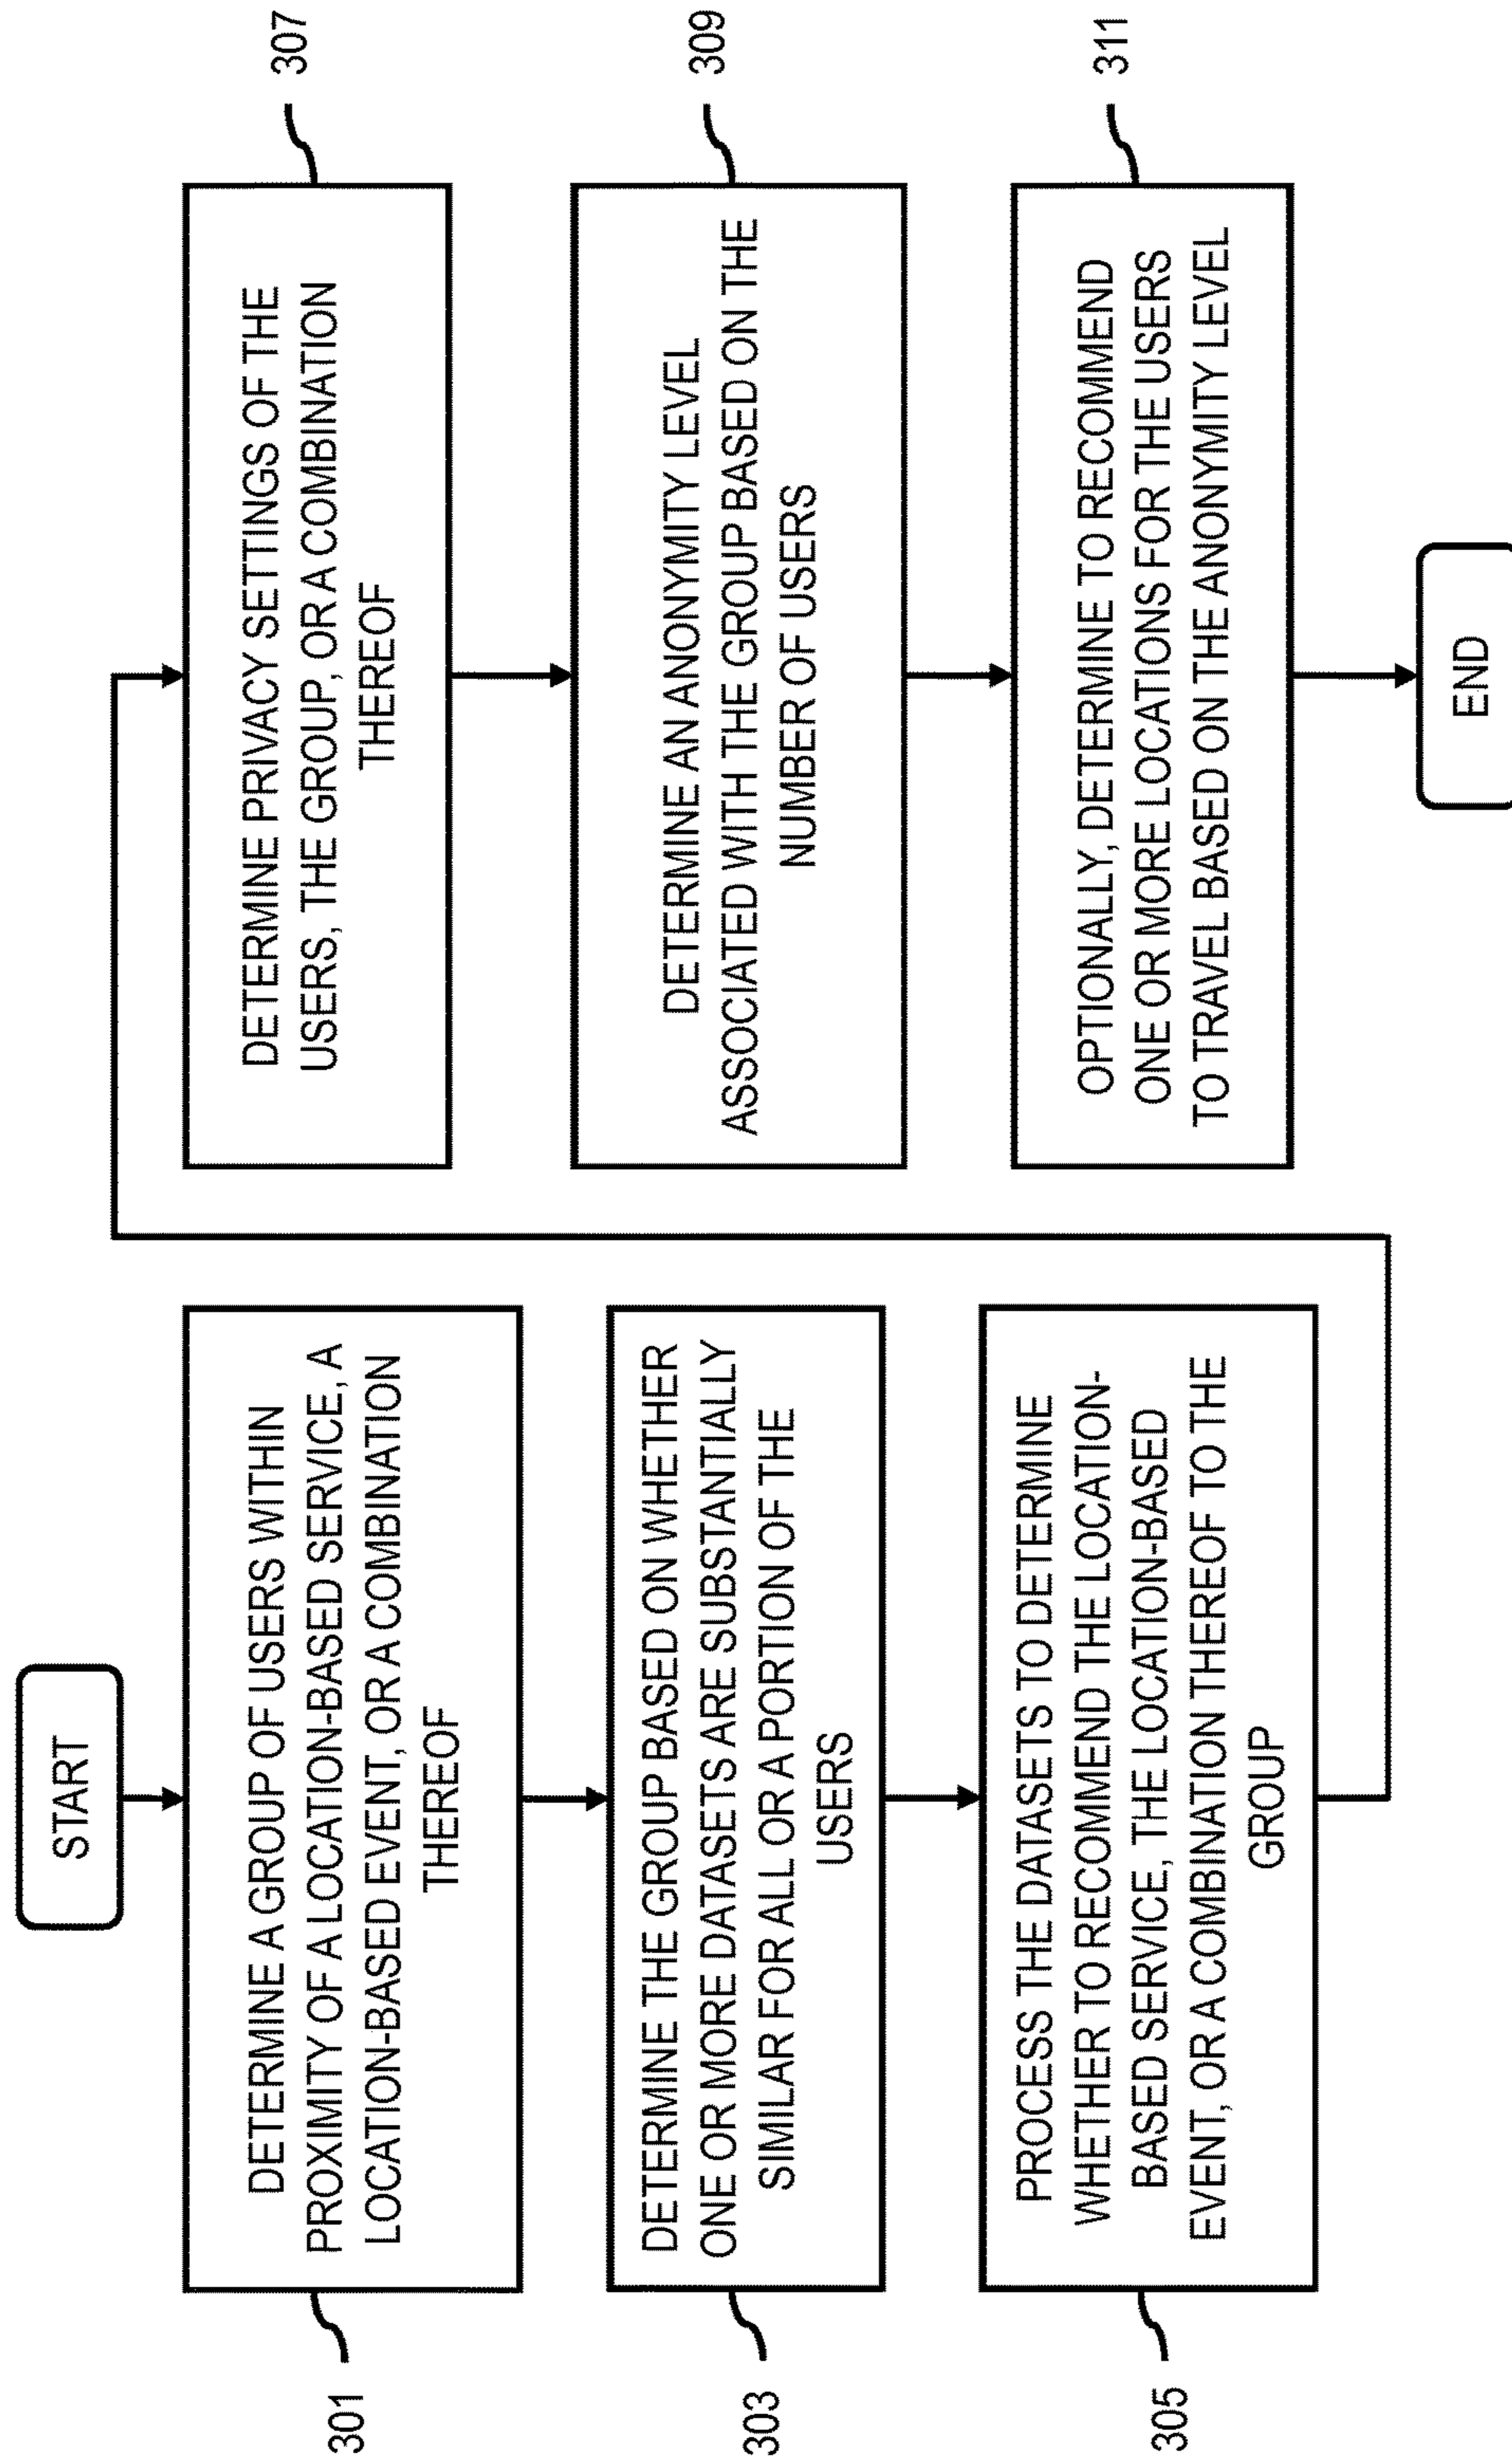 START
DETERMINE A GROUP OF USERS WITHIN
PROXIMITY OF A LOCATION-BASED SERVICE, A
LOCATION-BASED EVENT, OR A COMBINATION
THEREOF
301
DETERMINE THE GROUP BASED ON WHETHER
ONE OR MORE DATASETS ARE SUBSTANTIALLY
SIMILAR FOR ALL OR A PORTION OF THE
USERS
303
PROCESS THE DATASETS TO DETERMINE
WHETHER TO RECOMMEND THE LOCATION-
BASED SERVICE, THE LOCATION-BASED
EVENT, OR A COMBINATION THEREOF TO THE
GROUP
305
DETERMINE PRIVACY SETTINGS OF THE
USERS, THE GROUP, OR A COMBINATION
THEREOF
307
DETERMINE AN ANONYMITY LEVEL
ASSOCIATED WITH THE GROUP BASED ON THE
NUMBER OF USERS
309
OPTIONALLY, DETERMINE TO RECOMMEND
ONE OR MORE LOCATIONS FOR THE USERS
TO TRAVEL BASED ON THE ANONYMITY LEVEL
311
END